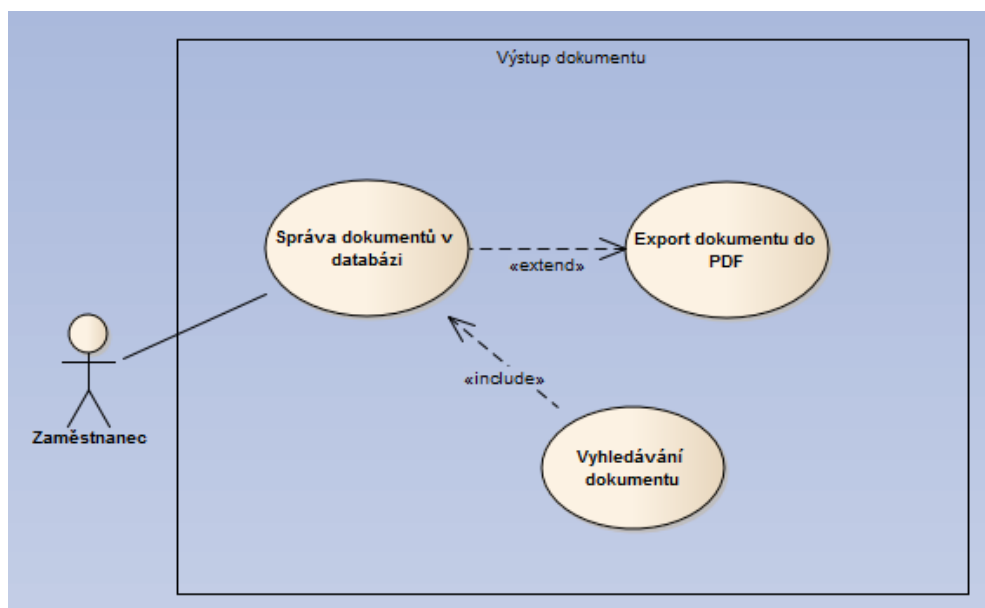 Výstup dokumentu
Správa dokumentů v
databázi
Export dokumentu do
PDF
«extend»
«include»
Zaměstnanec
Vyhledávání
dokumentu